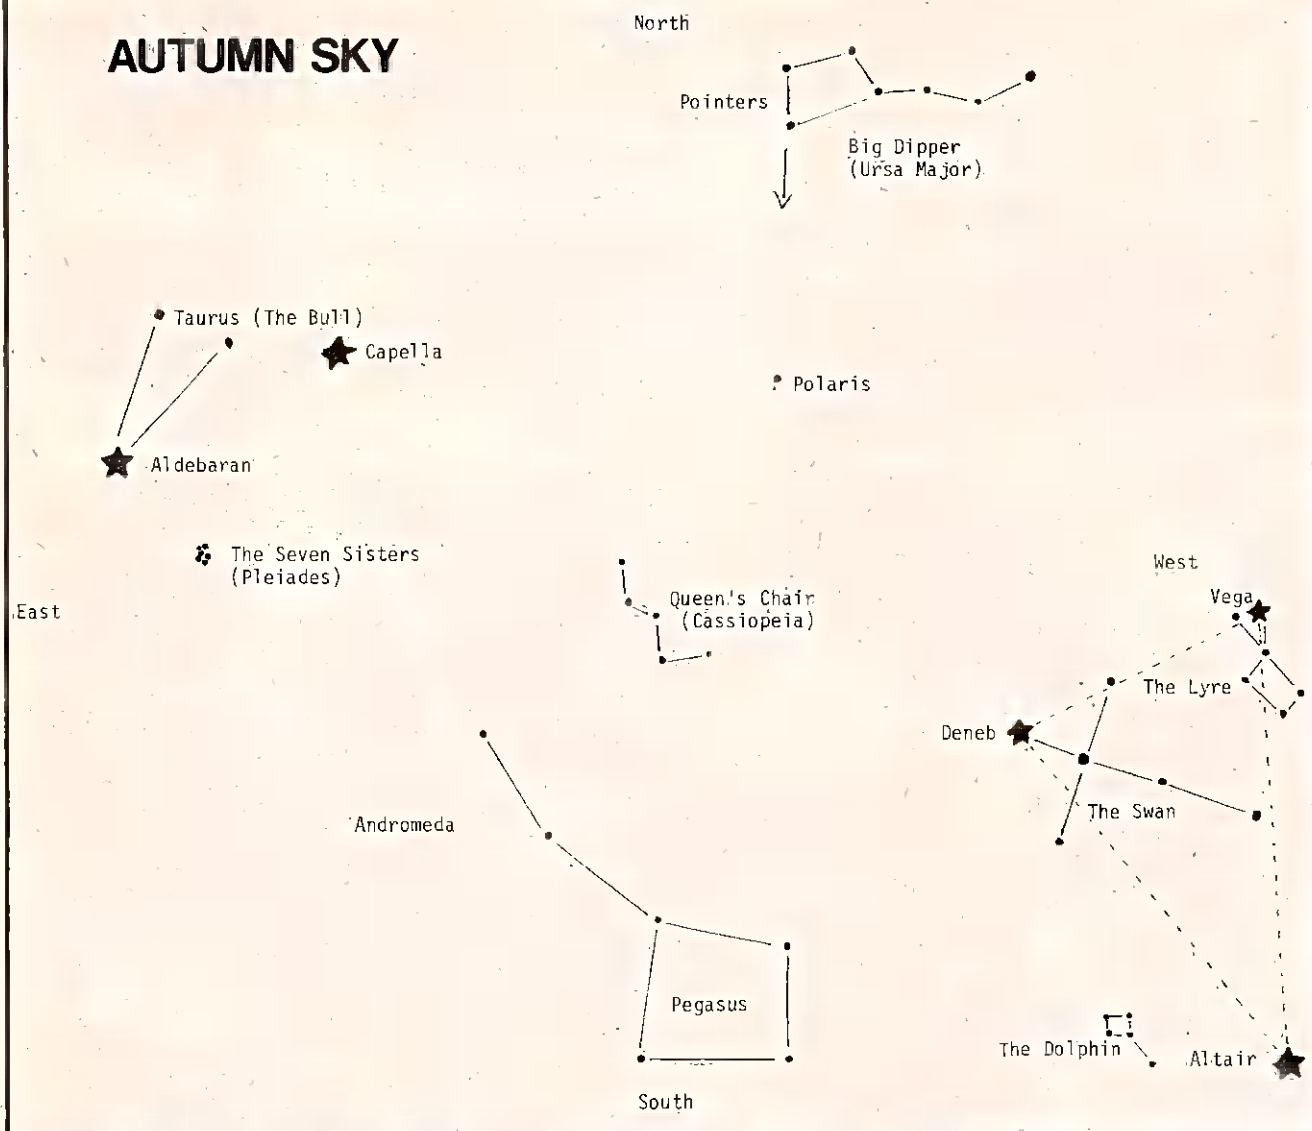 North
AUTUMN SKY
Pointers
Big Dipper
(Ursa Major)
Taurus (The Bull)
Capella
Polaris
Aldebaran
The Seven Sisters
(Pleiades)
West
East
Queen's Chair
(Cassiopeia)
Vega
The Lyre
Deneb
The Swan
Andromeda
Pegasus
The Dolphin
Altair
South